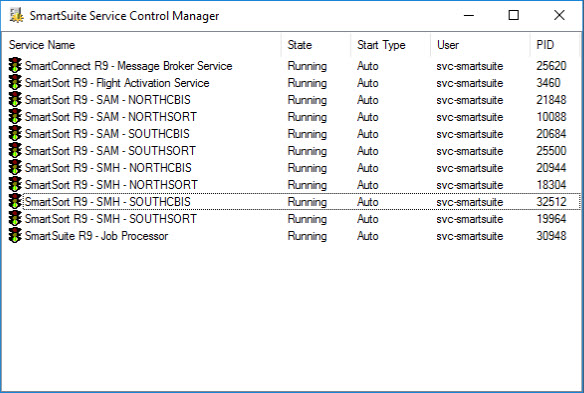 SmartSuite Service Control Manager
Service Name State Start Type User PID
SmartConnect R9 - Message Broker Service Running Auto svc-smartsuite 25620
SmartSort R9 - Flight Activation Service Running Auto svc-smartsuite 3460
SmartSort R9 - SAM - NORTHCBIS Running Auto svc-smartsuite 21848
SmartSort R9 - SAM - NORTHSORT Running Auto svc-smartsuite 10088
SmartSort R9 - SAM - SOUTHCBIS Running Auto svc-smartsuite 20684
SmartSort R9 - SAM - SOUTHSORT Running Auto svc-smartsuite 25500
SmartSort R9 - SMH - NORTHCBIS Running Auto svc-smartsuite 20944
SmartSort R9 - SMH - NORTHSORT Running Auto svc-smartsuite 18304
SmartSort R9 - SMH - SOUTHCBIS Running Auto svc-smartsuite 32512
SmartSort R9 - SMH - SOUTHSORT Running Auto svc-smartsuite 19964
SmartSuite R9 - Job Processor Running Auto svc-smartsuite 30948